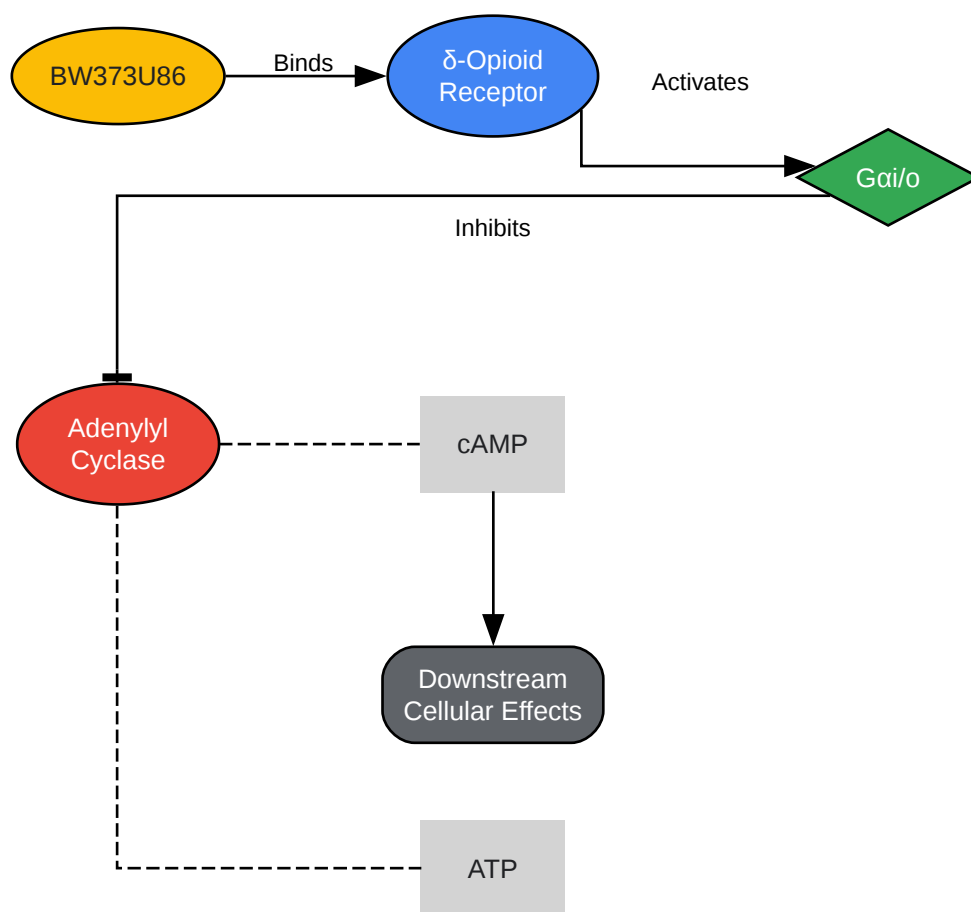 BW373U86
Binds
δ-Opioid
Receptor
Activates
Gαi/o
Inhibits
Adenylyl
Cyclase
cAMP
Downstream
Cellular Effects
ATP